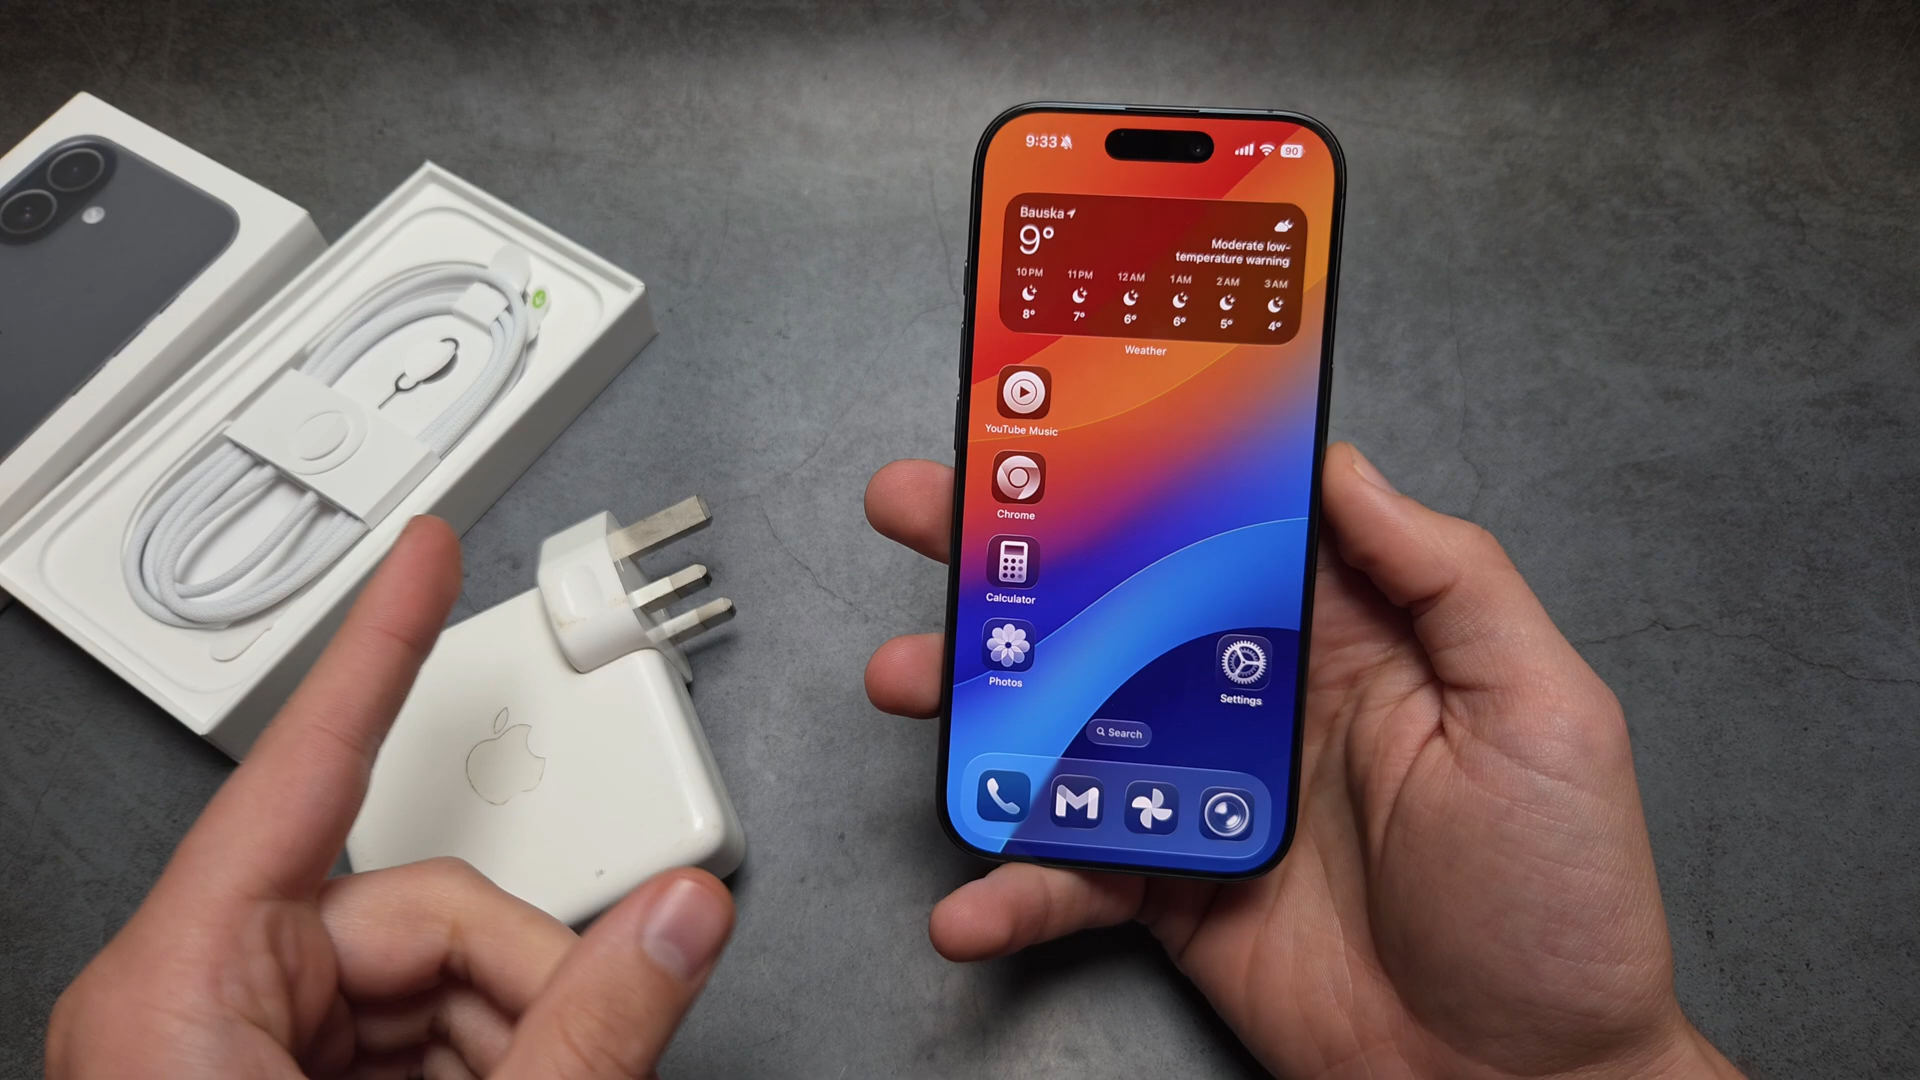 9:33
90
Bauska
9°
Moderate low-
temperature warning
10 PM 11 PM 12 AM 1 AM 2 AM 3 AM
8° 7° 6° 6° 5° 4°
Weather
YouTube Music
Chrome
Calculator
Photos
Settings
Search